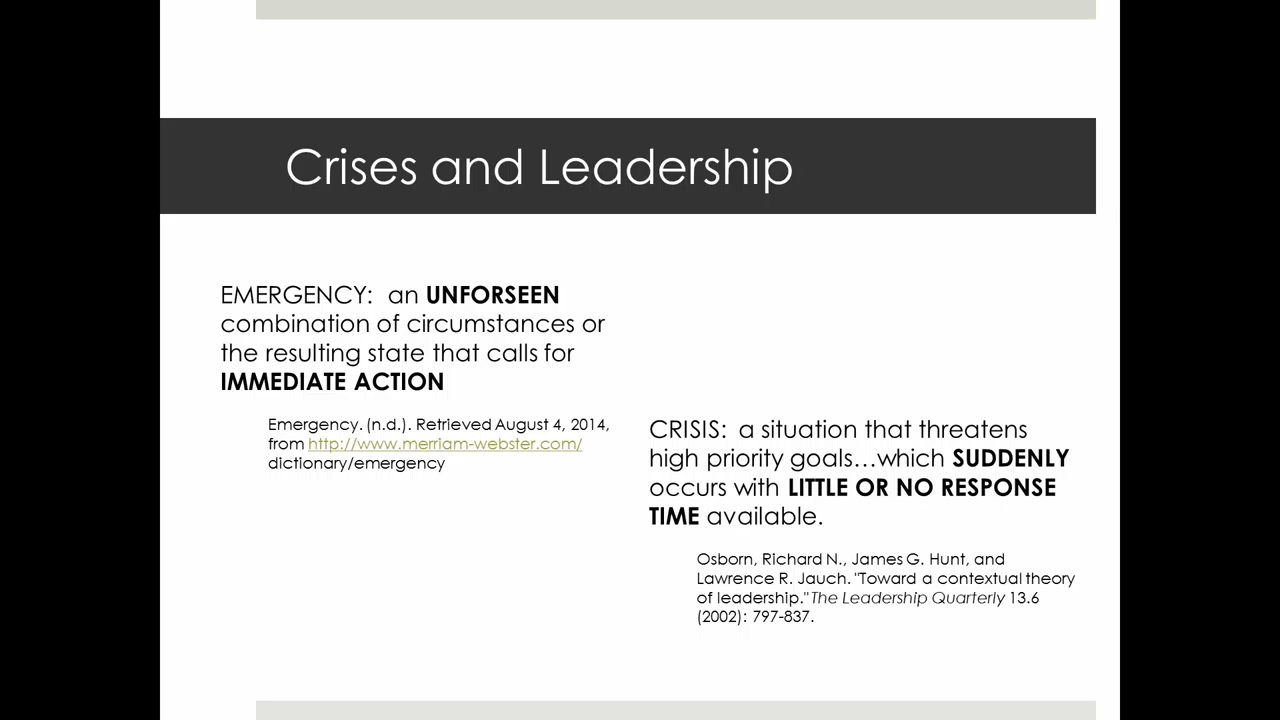 Crises and Leadership
EMERGENCY: an UNFORSEEN
combination of circumstances or
the resulting state that calls for
IMMEDIATE ACTION
Emergency. (n.d.). Retrieved August 4, 2014,
from http://www.merriam-webster.com/
dictionary/emergency
CRISIS: a situation that threatens
high priority goals…which SUDDENLY
occurs with LITTLE OR NO RESPONSE
TIME available.
Osborn, Richard N., James G. Hunt, and
Lawrence R. Jauch. "Toward a contextual theory
of leadership." The Leadership Quarterly 13.6
(2002): 797-837.